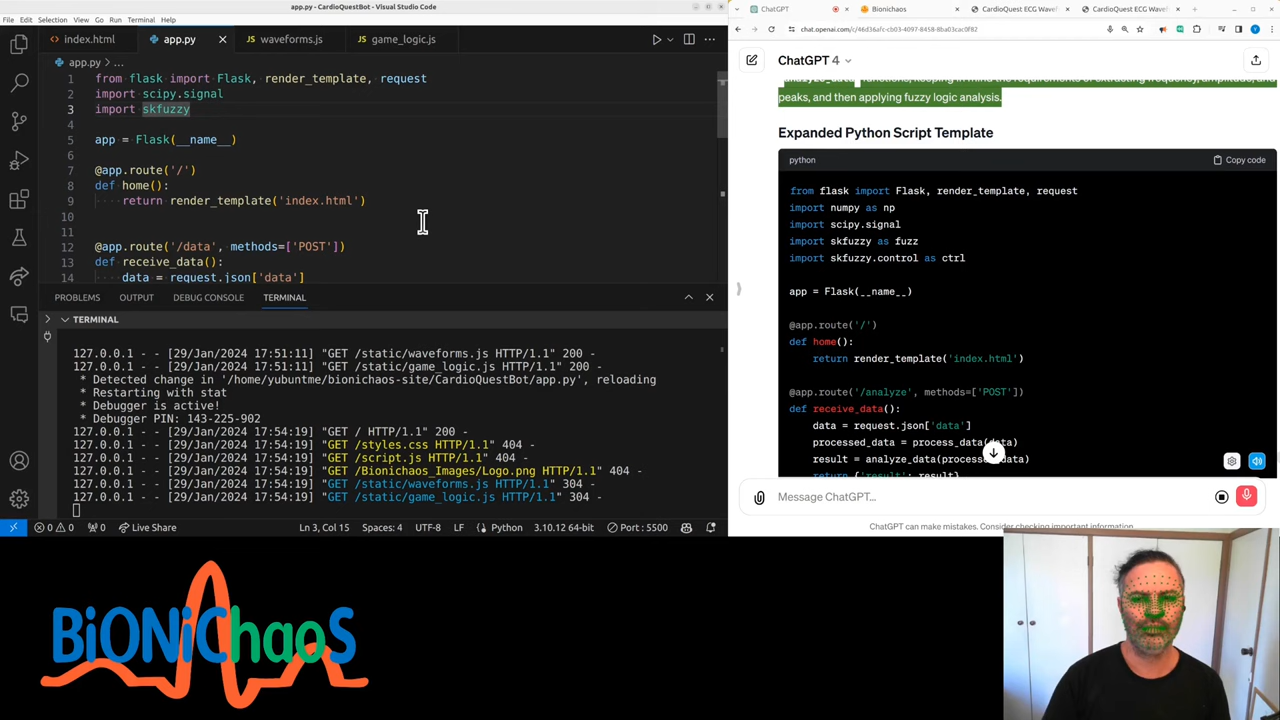 app.py - CardioQuestBot - Visual Studio Code
File Edit Selection View Go Run Terminal Help
index.html app.py waveforms.js game_logic.js
app.py > ...
1 from flask import Flask, render_template, request
2 import scipy.signal
3 import skfuzzy
4
5 app = Flask(__name__)
6
7 @app.route('/')
8 def home():
9 return render_template('index.html')
10
11
12 @app.route('/data', methods=['POST'])
13 def receive_data():
14 data = request.json['data']
PROBLEMS OUTPUT DEBUG CONSOLE TERMINAL
TERMINAL
127.0.0.1 - - [29/Jan/2024 17:51:11] "GET /static/waveforms.js HTTP/1.1" 200 -
127.0.0.1 - - [29/Jan/2024 17:51:11] "GET /static/game_logic.js HTTP/1.1" 200 -
* Detected change in '/home/yubuntme/bionichaos-site/CardioQuestBot/app.py', reloading
* Restarting with stat
* Debugger is active!
* Debugger PIN: 143-225-902
127.0.0.1 - - [29/Jan/2024 17:54:19] "GET / HTTP/1.1" 200 -
127.0.0.1 - - [29/Jan/2024 17:54:19] "GET /styles.css HTTP/1.1" 404 -
127.0.0.1 - - [29/Jan/2024 17:54:19] "GET /script.js HTTP/1.1" 404 -
127.0.0.1 - - [29/Jan/2024 17:54:19] "GET /Bionichaos_Images/Logo.png HTTP/1.1" 404 -
127.0.0.1 - - [29/Jan/2024 17:54:19] "GET /static/waveforms.js HTTP/1.1" 304 -
127.0.0.1 - - [29/Jan/2024 17:54:19] "GET /static/game_logic.js HTTP/1.1" 304 -
0 0 0 Live Share Ln 3, Col 15 Spaces: 4 UTF-8 LF Python 3.10.12 64-bit Port : 5500
ChatGPT Bionichaos CardioQuest ECG Wavef CardioQuest ECG Wavef
chat.openai.com/c/46d36afc-cb03-4097-8458-8ba03cac0f82
ChatGPT 4
peaks, and then applying fuzzy logic analysis.
Expanded Python Script Template
python Copy code
from flask import Flask, render_template, request
import numpy as np
import scipy.signal
import skfuzzy as fuzz
import skfuzzy.control as ctrl
app = Flask(__name__)
@app.route('/')
def home():
return render_template('index.html')
@app.route('/analyze', methods=['POST'])
def receive_data():
data = request.json['data']
processed_data = process_data(data)
result = analyze_data(processed_data)
return {'result': result}
Message ChatGPT...
ChatGPT can make mistakes. Consider checking important information.
BiONiChaOS